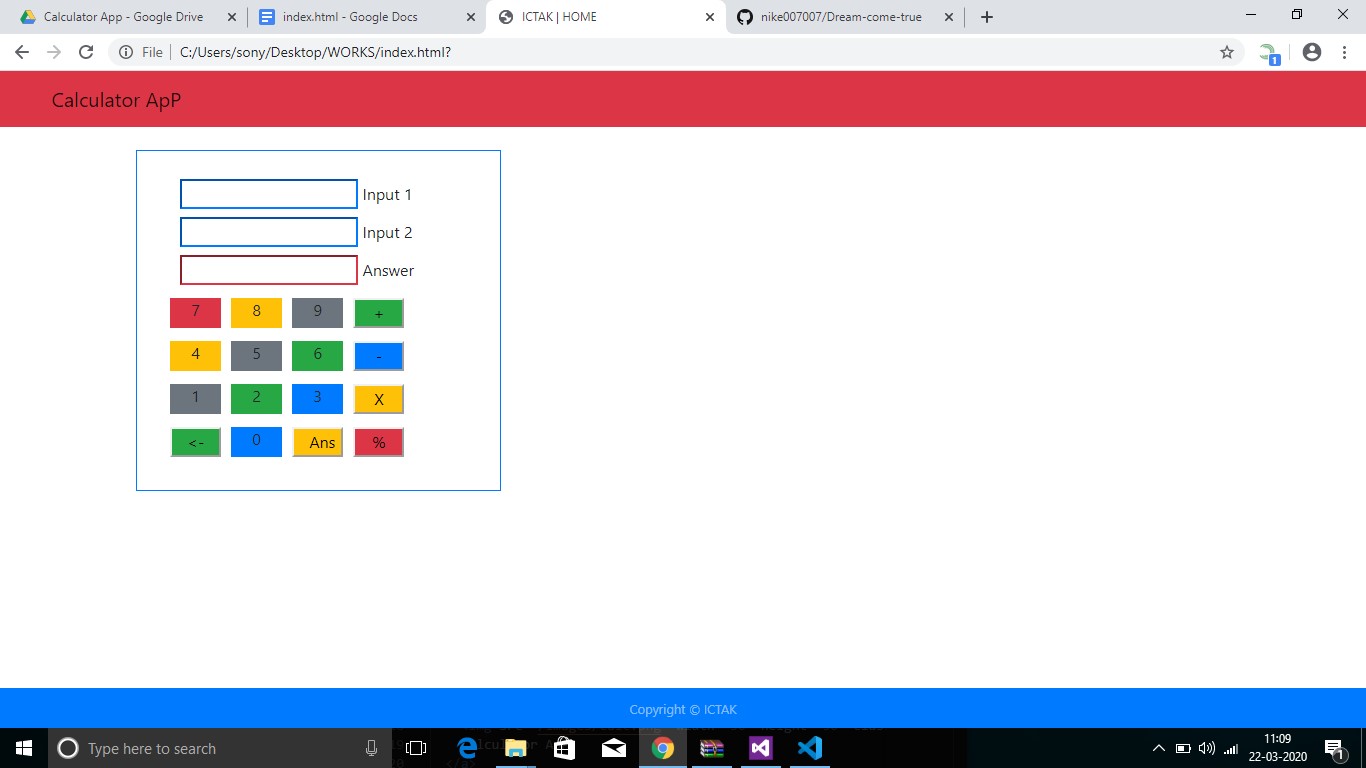 Calculator App - Google Drive
index.html - Google Docs
ICTAK | HOME
nike007007/Dream-come-true
File
C:/Users/sony/Desktop/WORKS/index.html?
1
Calculator ApP
Input 1
Input 2
Answer
7 8 9 +
4 5 6 -
1 2 3 X
<- 0 Ans %
Copyright © ICTAK
Type here to search
11:09
22-03-2020
1